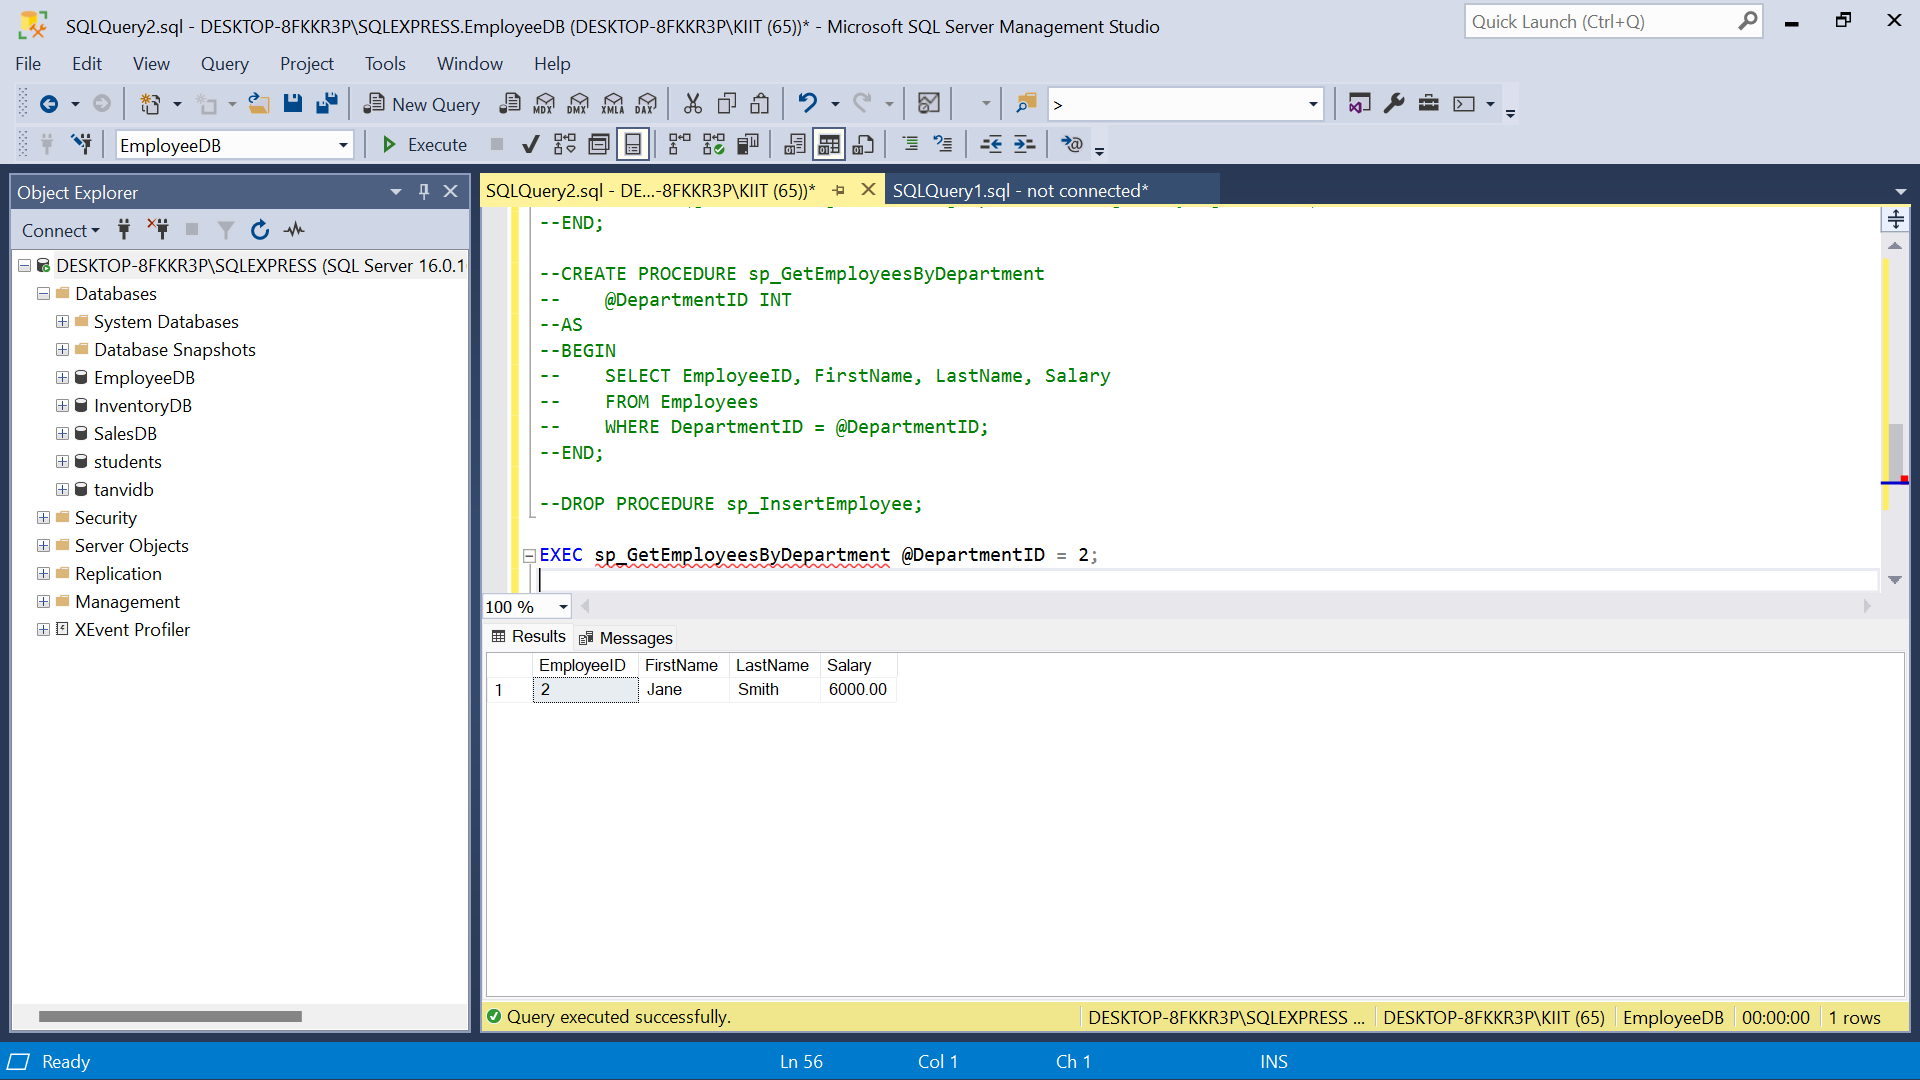 SQLQuery2.sql - DESKTOP-8FKKR3P\SQLEXPRESS.EmployeeDB (DESKTOP-8FKKR3P\KIIT (65))* - Microsoft SQL Server Management Studio
Quick Launch (Ctrl+Q)
File Edit View Query Project Tools Window Help
New Query MDX DMX XMLA DAX >
EmployeeDB Execute
Object Explorer
Connect
DESKTOP-8FKKR3P\SQLEXPRESS (SQL Server 16.0.1
Databases
System Databases
Database Snapshots
EmployeeDB
InventoryDB
SalesDB
students
tanvidb
Security
Server Objects
Replication
Management
XEvent Profiler
SQLQuery2.sql - DE...-8FKKR3P\KIIT (65))* SQLQuery1.sql - not connected*
--END;
--CREATE PROCEDURE sp_GetEmployeesByDepartment
--    @DepartmentID INT
--AS
--BEGIN
--    SELECT EmployeeID, FirstName, LastName, Salary
--    FROM Employees
--    WHERE DepartmentID = @DepartmentID;
--END;
--DROP PROCEDURE sp_InsertEmployee;
EXEC sp_GetEmployeesByDepartment @DepartmentID = 2;
100 %
Results Messages
EmployeeID FirstName LastName Salary
1 2 Jane Smith 6000.00
Query executed successfully. DESKTOP-8FKKR3P\SQLEXPRESS ... DESKTOP-8FKKR3P\KIIT (65) EmployeeDB 00:00:00 1 rows
Ready Ln 56 Col 1 Ch 1 INS